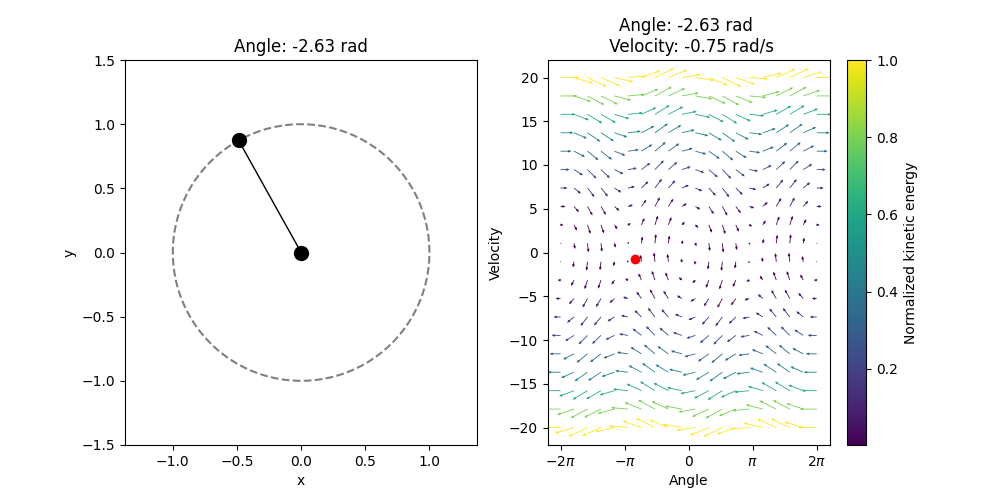 Angle: -2.63 rad
1.5
1.0
0.5
0.0
−0.5
−1.0
−1.5
−1.0
−0.5
0.0
0.5
1.0
x
y
Angle: -2.63 rad
Velocity: -0.75 rad/s
20
15
10
5
0
−5
−10
−15
−20
−2π
−π
0
π
2π
Angle
Velocity
1.0
0.8
0.6
0.4
0.2
Normalized kinetic energy